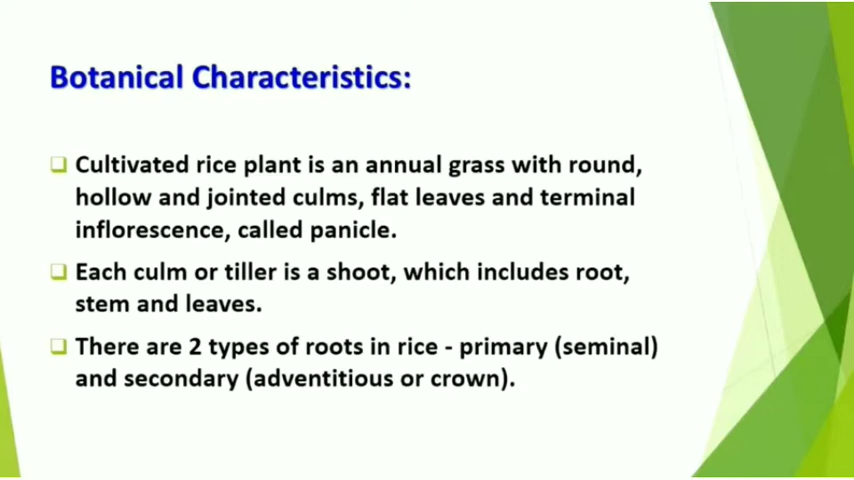 Botanical Characteristics:
Cultivated rice plant is an annual grass with round,
hollow and jointed culms, flat leaves and terminal
inflorescence, called panicle.
Each culm or tiller is a shoot, which includes root,
stem and leaves.
There are 2 types of roots in rice - primary (seminal)
and secondary (adventitious or crown).